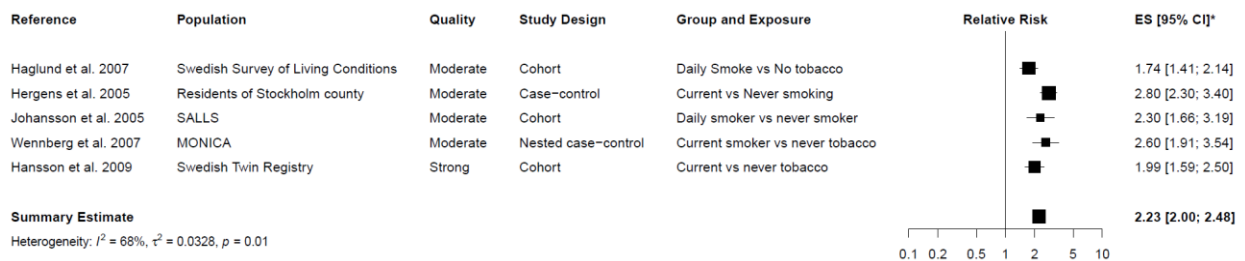 Reference Population Quality Study Design Group and Exposure Relative Risk ES [95% CI]*
Haglund et al. 2007 Swedish Survey of Living Conditions Moderate Cohort Daily Smoke vs No tobacco 1.74 [1.41; 2.14]
Hergens et al. 2005 Residents of Stockholm county Moderate Case−control Current vs Never smoking 2.80 [2.30; 3.40]
Johansson et al. 2005 SALLS Moderate Cohort Daily smoker vs never smoker 2.30 [1.66; 3.19]
Wennberg et al. 2007 MONICA Moderate Nested case−control Current smoker vs never tobacco 2.60 [1.91; 3.54]
Hansson et al. 2009 Swedish Twin Registry Strong Cohort Current vs never tobacco 1.99 [1.59; 2.50]
Summary Estimate 2.23 [2.00; 2.48]
Heterogeneity: I² = 68%, τ² = 0.0328, p = 0.01
0.1 0.2 0.5 1 2 5 10